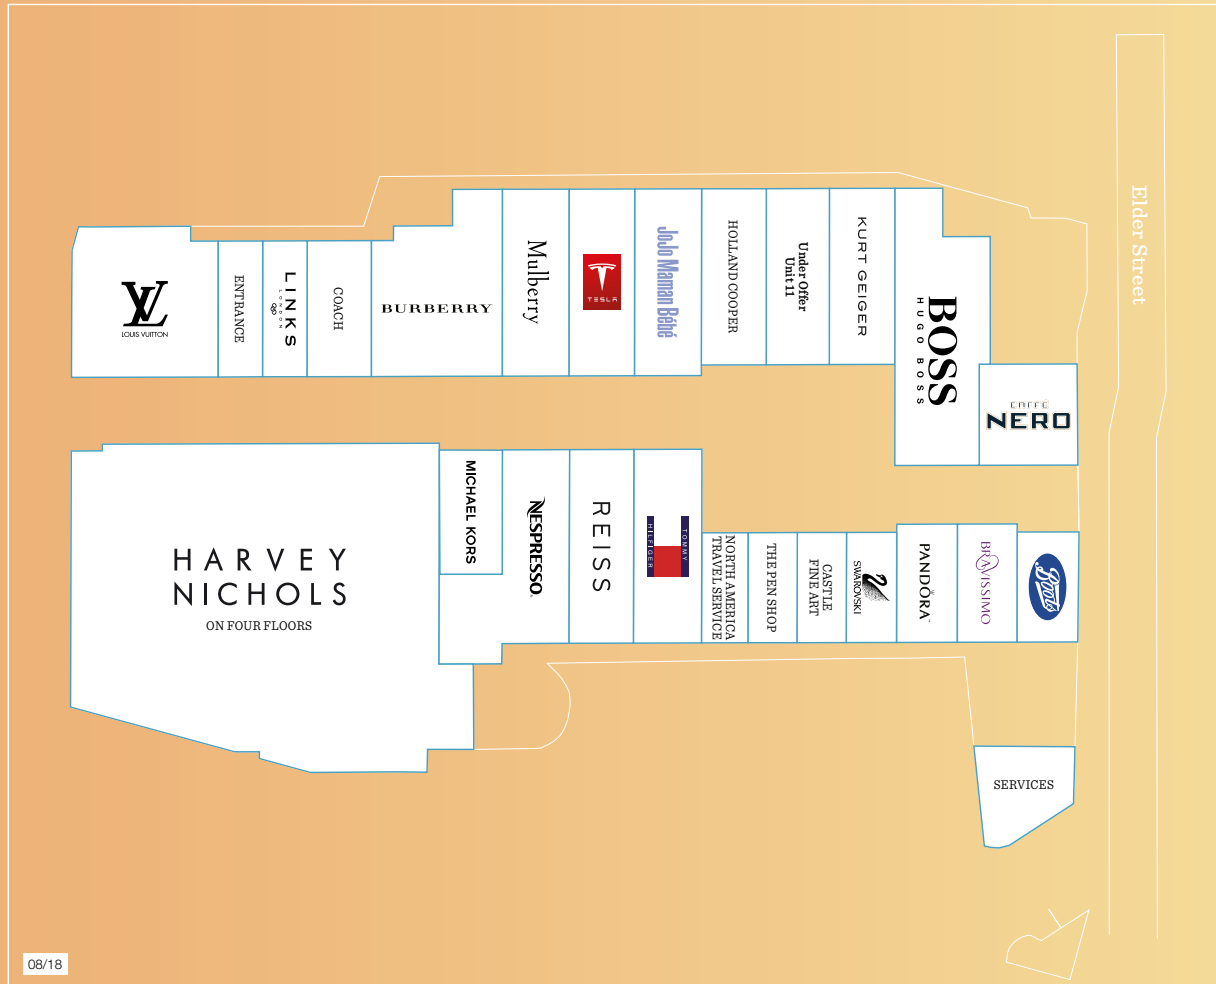 Elder Street
LOUIS VUITTON
ENTRANCE
LINKS
LONDON
COACH
BURBERRY
Mulberry
TESLA
JoJo Maman Bébé
HOLLAND COOPER
Under Offer
Unit 11
KURT GEIGER
BOSS
HUGO BOSS
CAFFÈ
NERO
HARVEY
NICHOLS
ON FOUR FLOORS
MICHAEL KORS
NESPRESSO
REISS
TOMMY
HILFIGER
NORTH AMERICA
TRAVEL SERVICE
THE PEN SHOP
CASTLE
FINE ART
SWAROVSKI
PANDÖRA™
BRAVISSIMO
Boots
SERVICES
08/18